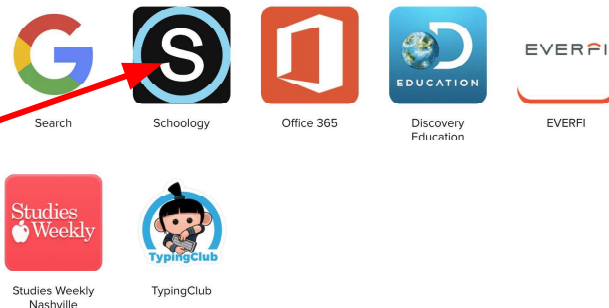 S
EDUCATION
EVERFI
Search
Schoology
Office 365
Discovery
Education
EVERFI
Studies
Weekly
TypingClub
Studies Weekly
Nashville
TypingClub